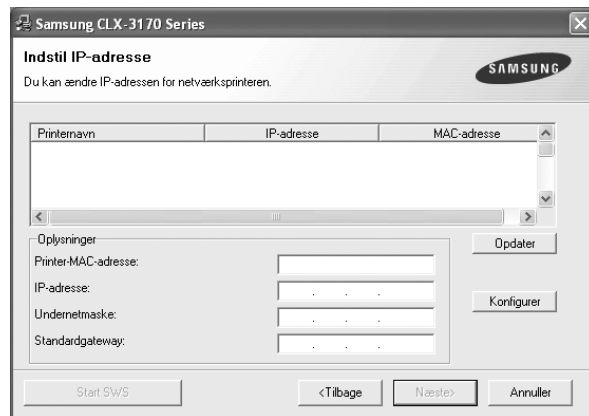 Samsung CLX-3170 Series
Indstil IP-adresse
Du kan ændre IP-adressen for netværksprinteren.
SAMSUNG
Printernavn IP-adresse MAC-adresse
Oplysninger
Opdater
Printer-MAC-adresse:
IP-adresse:
Konfigurer
Undernetmaske:
Standardgateway:
Start SWS <Tilbage Næste> Annuller